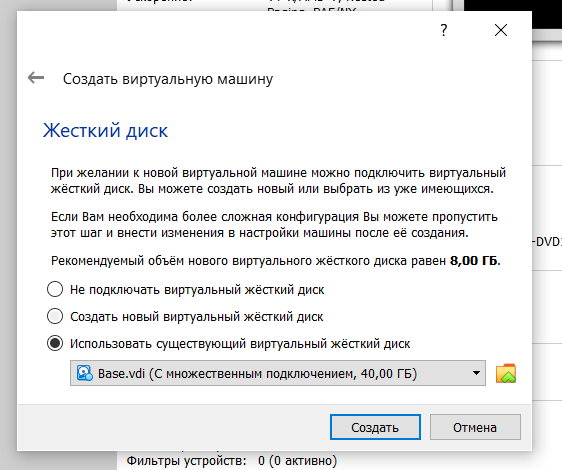 ? ×
← Создать виртуальную машину
Жесткий диск
При желании к новой виртуальной машине можно подключить виртуальный
жёсткий диск. Вы можете создать новый или выбрать из уже имеющихся.
Если Вам необходима более сложная конфигурация Вы можете пропустить
этот шаг и внести изменения в настройки машины после её создания.
Рекомендуемый объём нового виртуального жёсткого диска равен 8,00 ГБ.
Не подключать виртуальный жёсткий диск
Создать новый виртуальный жёсткий диск
Использовать существующий виртуальный жёсткий диск
Base.vdi (С множественным подключением, 40,00 ГБ)
Создать Отмена
Фильтры устройств: 0 (0 активно)